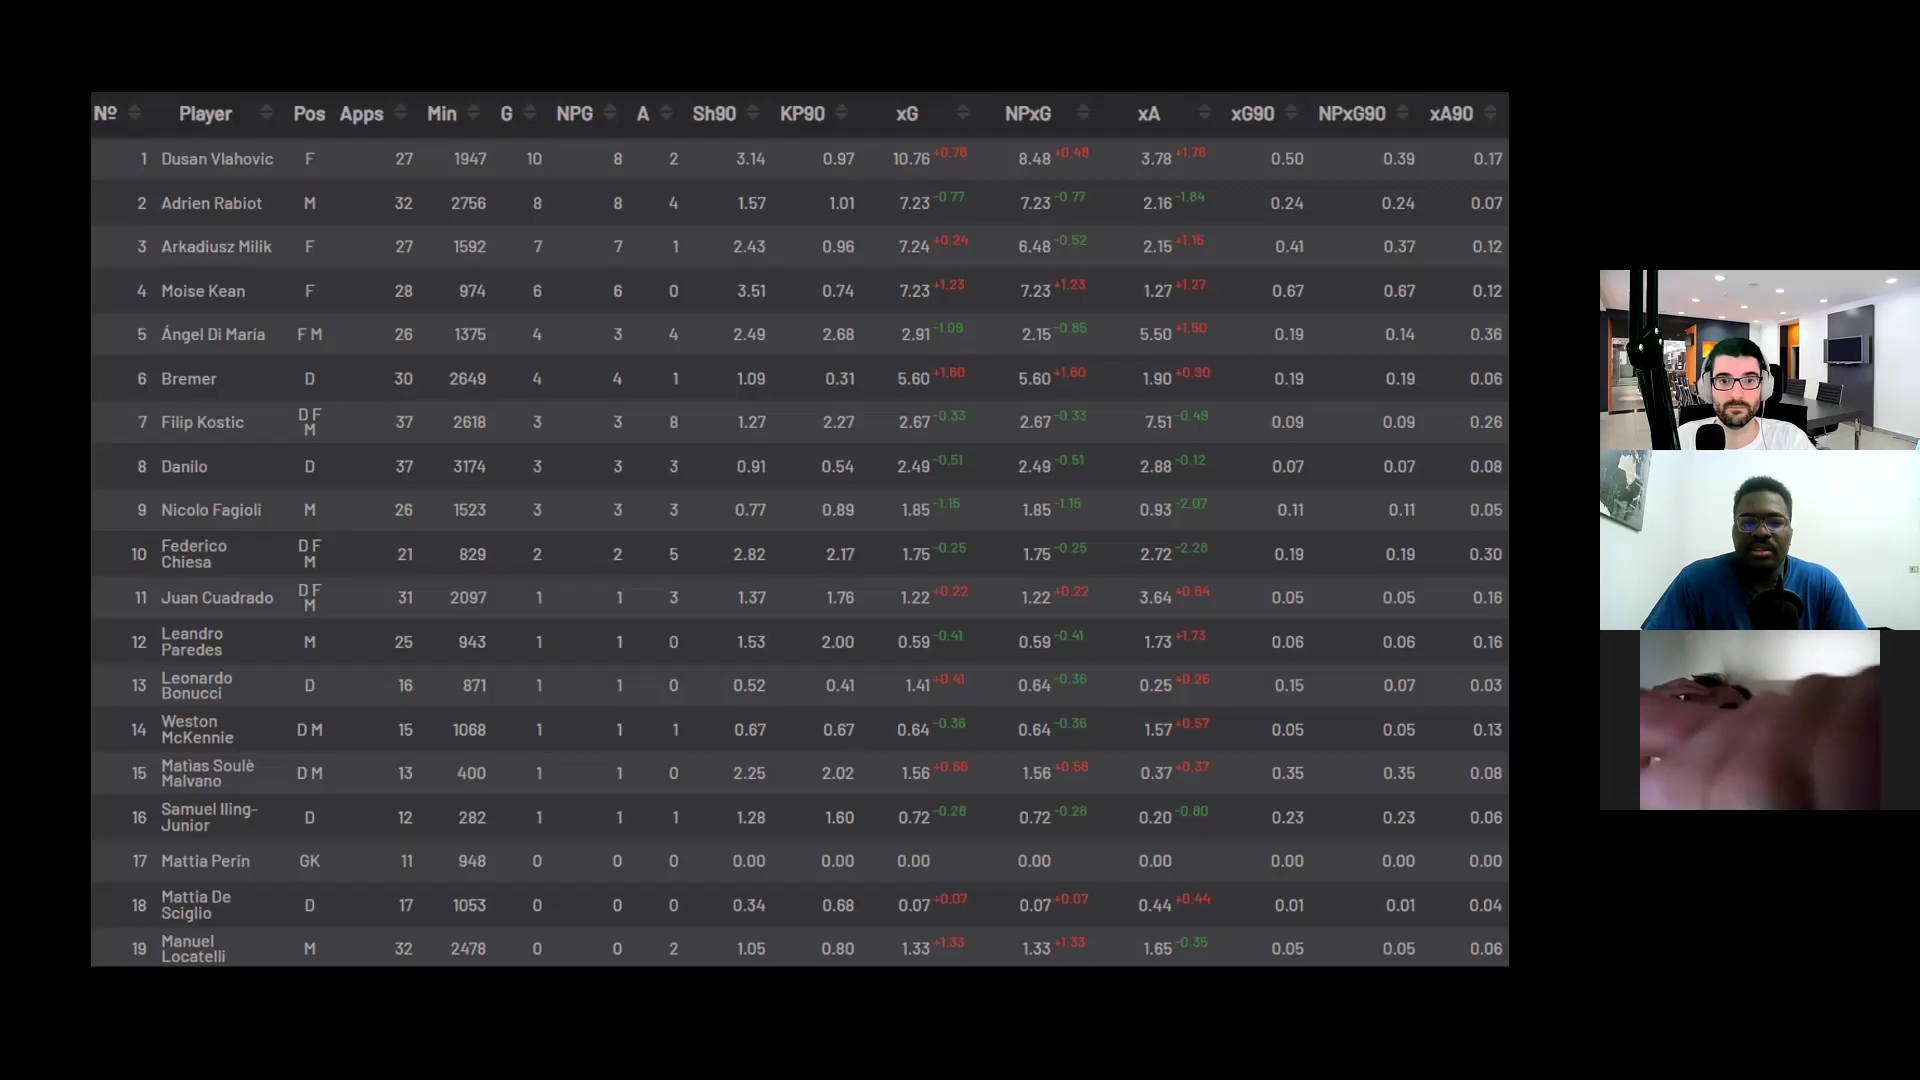 Nº Player Pos Apps Min G NPG A Sh90 KP90 xG NPxG xA xG90 NPxG90 xA90
1 Dusan Vlahovic F 27 1947 10 8 2 3.14 0.97 10.76 +0.76 8.48 +0.48 3.78 +1.78 0.50 0.39 0.17
2 Adrien Rabiot M 32 2756 8 8 4 1.57 1.01 7.23 -0.77 7.23 -0.77 2.16 -1.84 0.24 0.24 0.07
3 Arkadiusz Milik F 27 1592 7 7 1 2.43 0.96 7.24 +0.24 6.48 -0.52 2.15 +1.15 0.41 0.37 0.12
4 Moise Kean F 28 974 6 6 0 3.51 0.74 7.23 +1.23 7.23 +1.23 1.27 +1.27 0.67 0.67 0.12
5 Ángel Di María F M 26 1375 4 3 4 2.49 2.68 2.91 -1.09 2.15 -0.85 5.50 +1.50 0.19 0.14 0.36
6 Bremer D 30 2649 4 4 1 1.09 0.31 5.60 +1.60 5.60 +1.60 1.90 +0.90 0.19 0.19 0.06
7 Filip Kostic D F M 37 2618 3 3 8 1.27 2.27 2.67 -0.33 2.67 -0.33 7.51 -0.49 0.09 0.09 0.26
8 Danilo D 37 3174 3 3 3 0.91 0.54 2.49 -0.51 2.49 -0.51 2.88 -0.12 0.07 0.07 0.08
9 Nicolo Fagioli M 26 1523 3 3 3 0.77 0.89 1.85 -1.15 1.85 -1.15 0.93 -2.07 0.11 0.11 0.05
10 Federico Chiesa D F M 21 829 2 2 5 2.82 2.17 1.75 -0.25 1.75 -0.25 2.72 -2.28 0.19 0.19 0.30
11 Juan Cuadrado D F M 31 2097 1 1 3 1.37 1.76 1.22 +0.22 1.22 +0.22 3.64 +0.64 0.05 0.05 0.16
12 Leandro Paredes M 25 943 1 1 0 1.53 2.00 0.59 -0.41 0.59 -0.41 1.73 +1.73 0.06 0.06 0.16
13 Leonardo Bonucci D 16 871 1 1 0 0.52 0.41 1.41 +0.41 0.64 -0.36 0.25 +0.25 0.15 0.07 0.03
14 Weston McKennie D M 15 1068 1 1 1 0.67 0.67 0.64 -0.36 0.64 -0.36 1.57 +0.57 0.05 0.05 0.13
15 Matìas Soulè Malvano D M 13 400 1 1 0 2.25 2.02 1.56 +0.56 1.56 +0.56 0.37 +0.37 0.35 0.35 0.08
16 Samuel Iling-Junior D 12 282 1 1 1 1.28 1.60 0.72 -0.28 0.72 -0.28 0.20 -0.80 0.23 0.23 0.06
17 Mattia Perin GK 11 948 0 0 0 0.00 0.00 0.00 0.00 0.00 0.00 0.00 0.00
18 Mattia De Sciglio D 17 1053 0 0 0 0.34 0.68 0.07 +0.07 0.07 +0.07 0.44 +0.44 0.01 0.01 0.04
19 Manuel Locatelli M 32 2478 0 0 2 1.05 0.80 1.33 +1.33 1.33 +1.33 1.65 -0.35 0.05 0.05 0.06